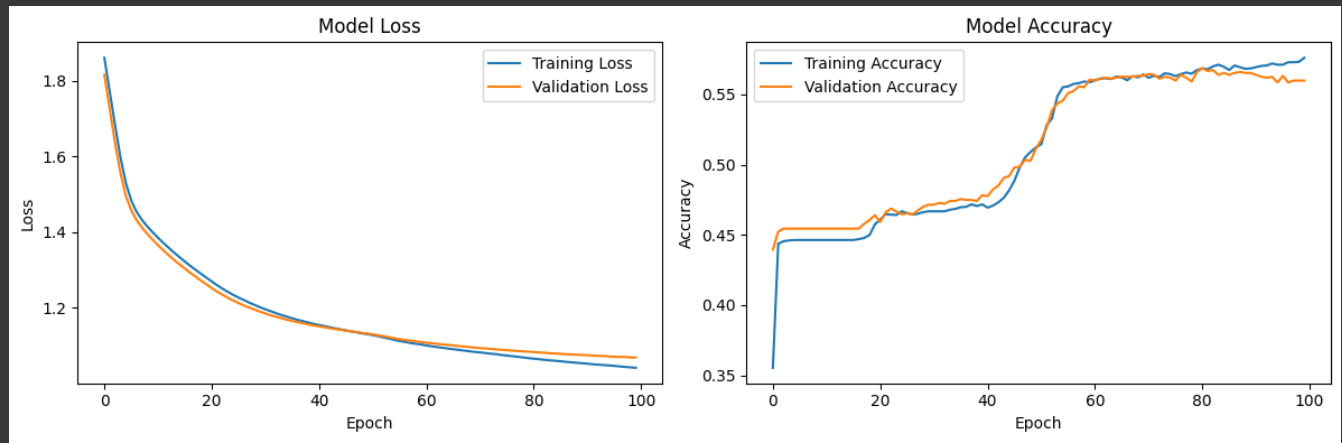 Model Loss
Training Loss
Validation Loss
1.8
1.6
1.4
1.2
Loss
0
20
40
60
80
100
Epoch
Model Accuracy
Training Accuracy
Validation Accuracy
0.55
0.50
0.45
0.40
0.35
Accuracy
0
20
40
60
80
100
Epoch